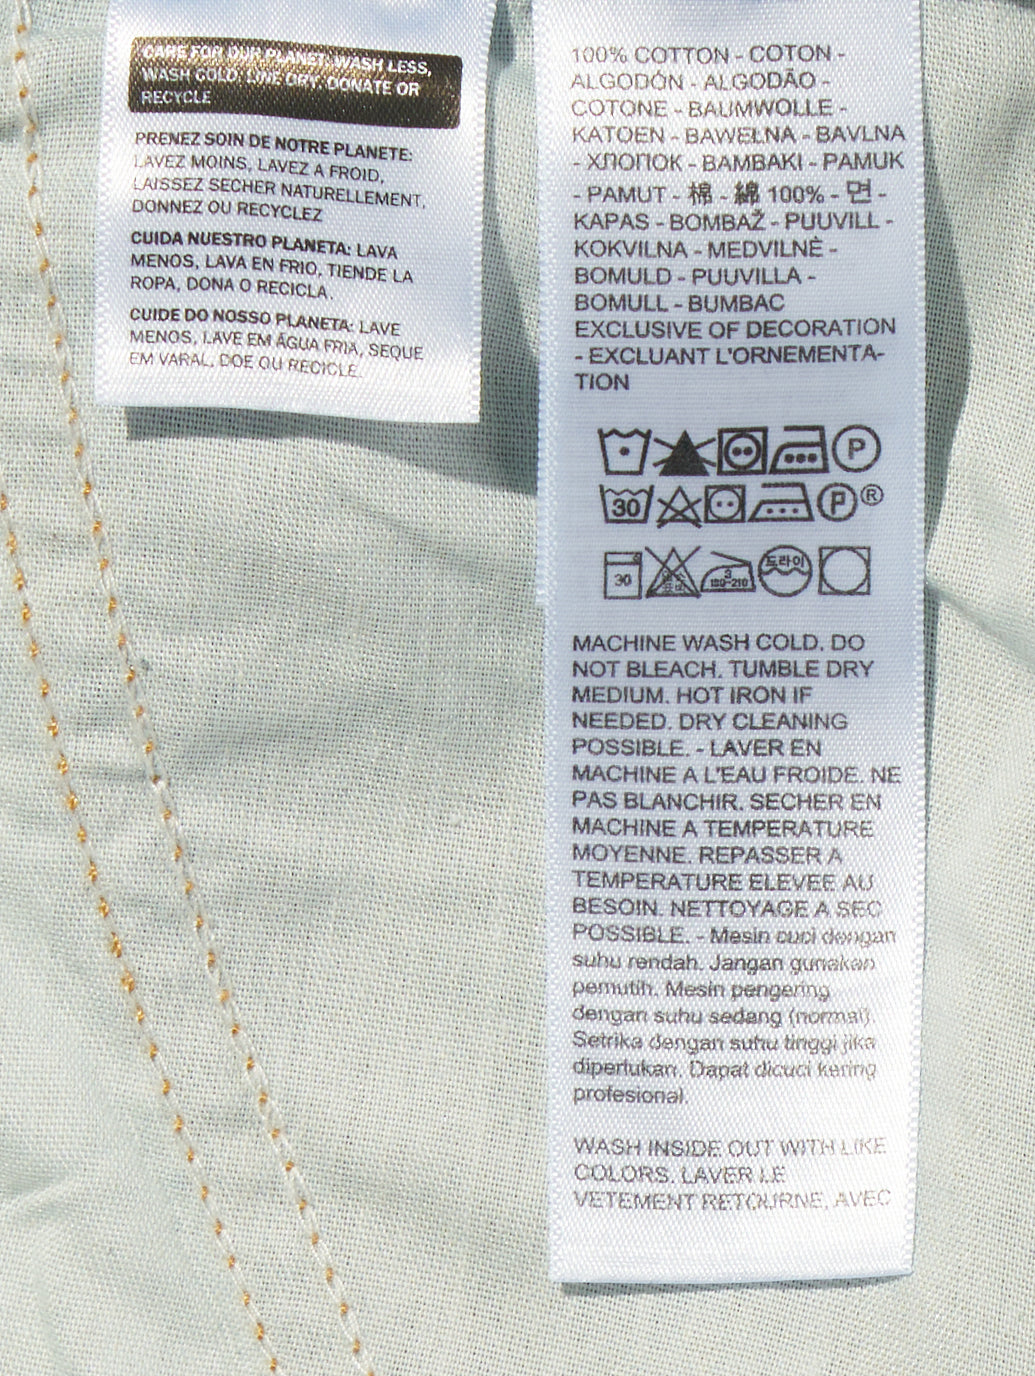 CARE FOR OUR PLANET: WASH LESS,
WASH COLD, LINE DRY, DONATE OR
RECYCLE
PRENEZ SOIN DE NOTRE PLANETE:
LAVEZ MOINS, LAVEZ A FROID,
LAISSEZ SECHER NATURELLEMENT,
DONNEZ OU RECYCLEZ
CUIDA NUESTRO PLANETA: LAVA
MENOS, LAVA EN FRIO, TIENDE LA
ROPA, DONA O RECICLA.
CUIDE DO NOSSO PLANETA: LAVE
MENOS, LAVE EM ÁGUA FRIA, SEQUE
EM VARAL, DOE OU RECICLE.
100% COTTON - COTON -
ALGODÓN - ALGODÃO -
COTONE - BAUMWOLLE -
KATOEN - BAWEŁNA - BAVLNA
- ХЛОПОК - BAMBAKI - PAMUK
- PAMUT - 棉 - 綿 100% - 면 -
KAPAS - BOMBAŽ - PUUVILL -
KOKVILNA - MEDVILNĖ -
BOMULD - PUUVILLA -
BOMULL - BUMBAC
EXCLUSIVE OF DECORATION
- EXCLUANT L'ORNEMENTA-
TION
P
30 P ®
30 180-210 드라이
MACHINE WASH COLD. DO
NOT BLEACH. TUMBLE DRY
MEDIUM. HOT IRON IF
NEEDED. DRY CLEANING
POSSIBLE. - LAVER EN
MACHINE A L'EAU FROIDE. NE
PAS BLANCHIR. SECHER EN
MACHINE A TEMPERATURE
MOYENNE. REPASSER A
TEMPERATURE ELEVEE AU
BESOIN. NETTOYAGE A SEC
POSSIBLE. - Mesin cuci dengan
suhu rendah. Jangan gunakan
pemutih. Mesin pengering
dengan suhu sedang (normal).
Setrika dengan suhu tinggi jika
diperlukan. Dapat dicuci kering
profesional.
WASH INSIDE OUT WITH LIKE
COLORS. LAVER LE
VETEMENT RETOURNE, AVEC